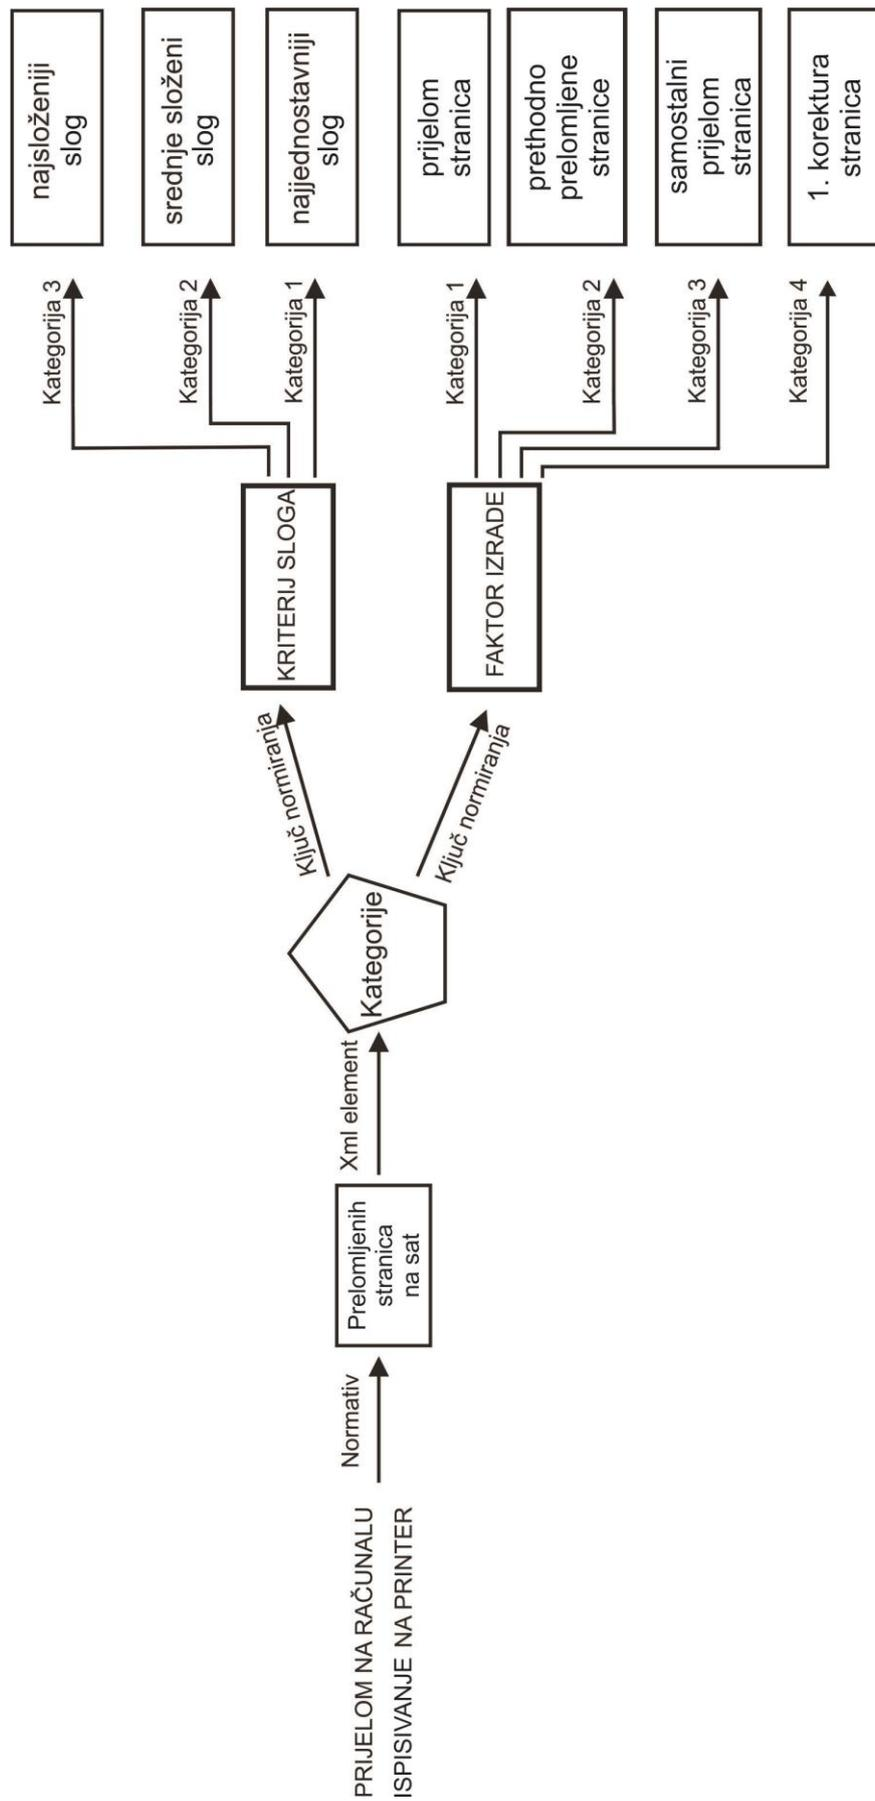 PRIJELOM NA RAČUNALU
ISPISIVANJE NA PRINTER
Normativ
Prelomljenih
stranica
na sat
Xml element
Kategorije
Ključ normiranja
Ključ normiranja
KRITERIJ SLOGA
FAKTOR IZRADE
Kategorija 3
najsloženiji
slog
Kategorija 2
srednje složeni
slog
Kategorija 1
najjednostavniji
slog
Kategorija 1
prijelom
stranica
Kategorija 2
prethodno
prelomljene
stranice
Kategorija 3
samostalni
prijelom
stranica
Kategorija 4
1. korektura
stranica